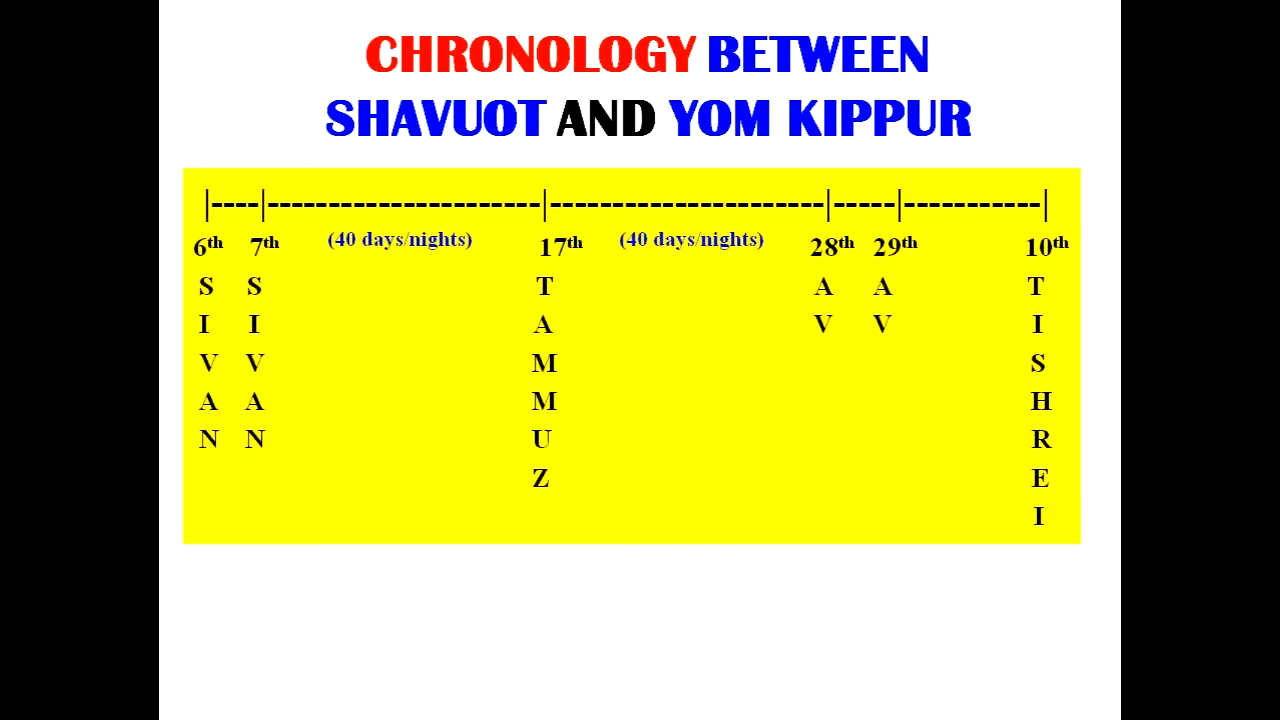 CHRONOLOGY BETWEEN
SHAVUOT AND YOM KIPPUR
|----|----------------------|----------------------|-----|-----------|
6th 7th (40 days/nights) 17th (40 days/nights) 28th 29th 10th
S S T A A T
I I A V V I
V V M S
A A M H
N N U R
Z E
I